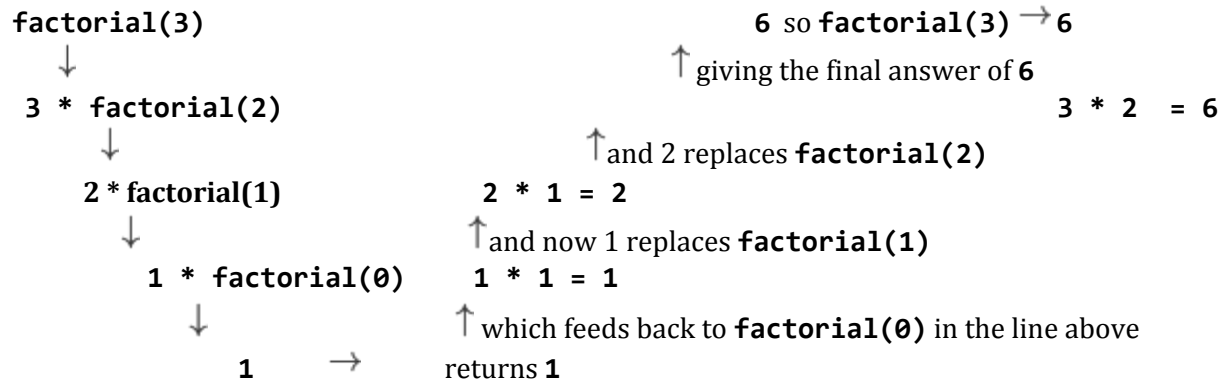 factorial(3) 6 so factorial(3) → 6
↓ ↑ giving the final answer of 6
3 * factorial(2) 3 * 2 = 6
↓ ↑ and 2 replaces factorial(2)
2 * factorial(1) 2 * 1 = 2
↓ ↑ and now 1 replaces factorial(1)
1 * factorial(0) 1 * 1 = 1
↓ ↑ which feeds back to factorial(0) in the line above
1 → returns 1